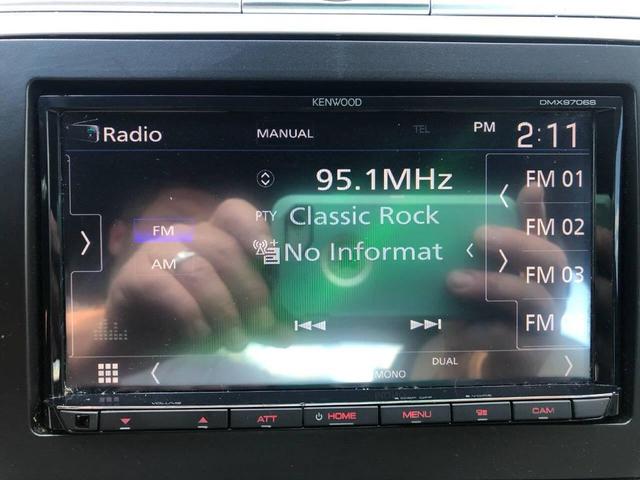 KENWOOD DMX9706S
Radio MANUAL TEL PM 2:11
95.1MHz
PTY Classic Rock
No Informat
FM
AM
FM 01
FM 02
FM 03
FM
DUAL
MONO
VOLUME
ATT HOME MENU CAM